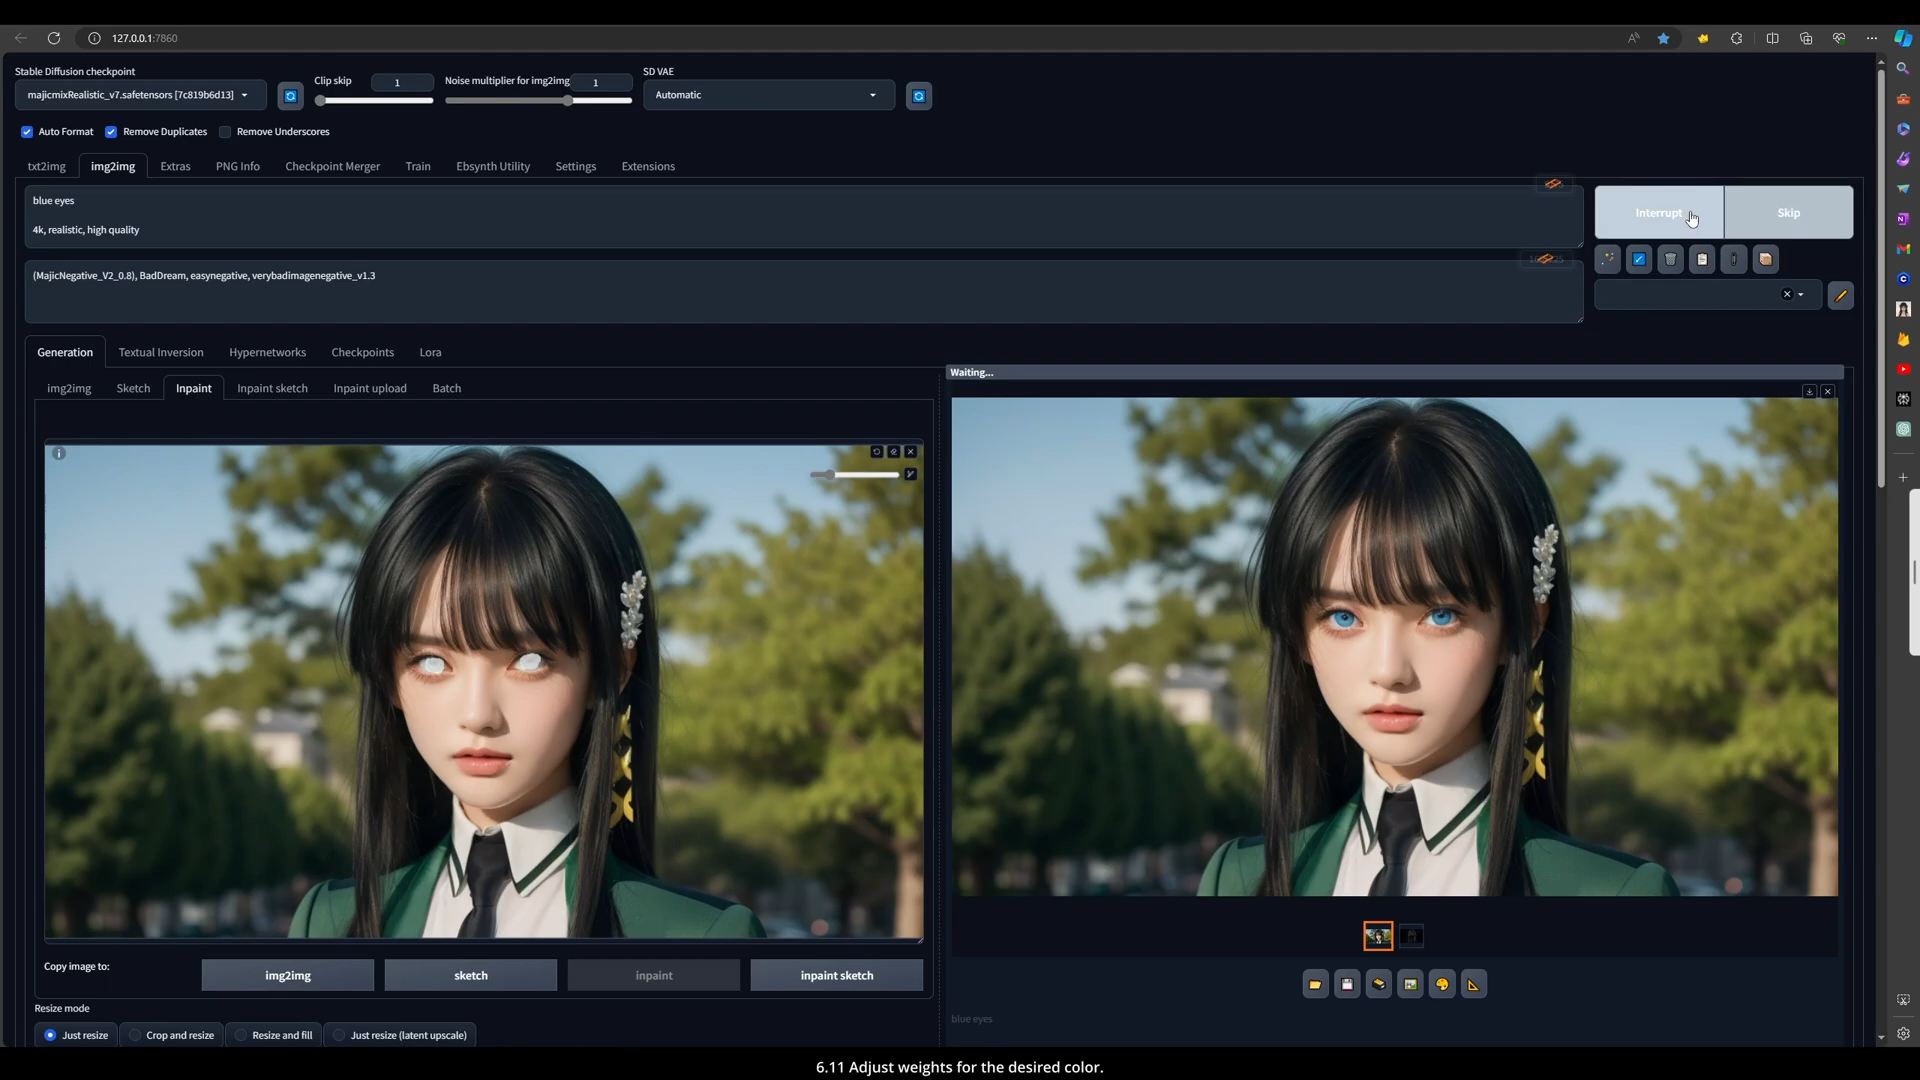 127.0.0.1:7860
Stable Diffusion checkpoint
majicmixRealistic_v7.safetensors [7c819b6d13]
Clip skip
1
Noise multiplier for img2img
1
SD VAE
Automatic
Auto Format
Remove Duplicates
Remove Underscores
txt2img
img2img
Extras
PNG Info
Checkpoint Merger
Train
Ebsynth Utility
Settings
Extensions
blue eyes
4k, realistic, high quality
Interrupt
Skip
(MajicNegative_V2_0.8), BadDream, easynegative, verybadimagenegative_v1.3
Generation
Textual Inversion
Hypernetworks
Checkpoints
Lora
img2img
Sketch
Inpaint
Inpaint sketch
Inpaint upload
Batch
Waiting...
Copy image to:
img2img
sketch
inpaint
inpaint sketch
Resize mode
Just resize
Crop and resize
Resize and fill
Just resize (latent upscale)
blue eyes
6.11 Adjust weights for the desired color.